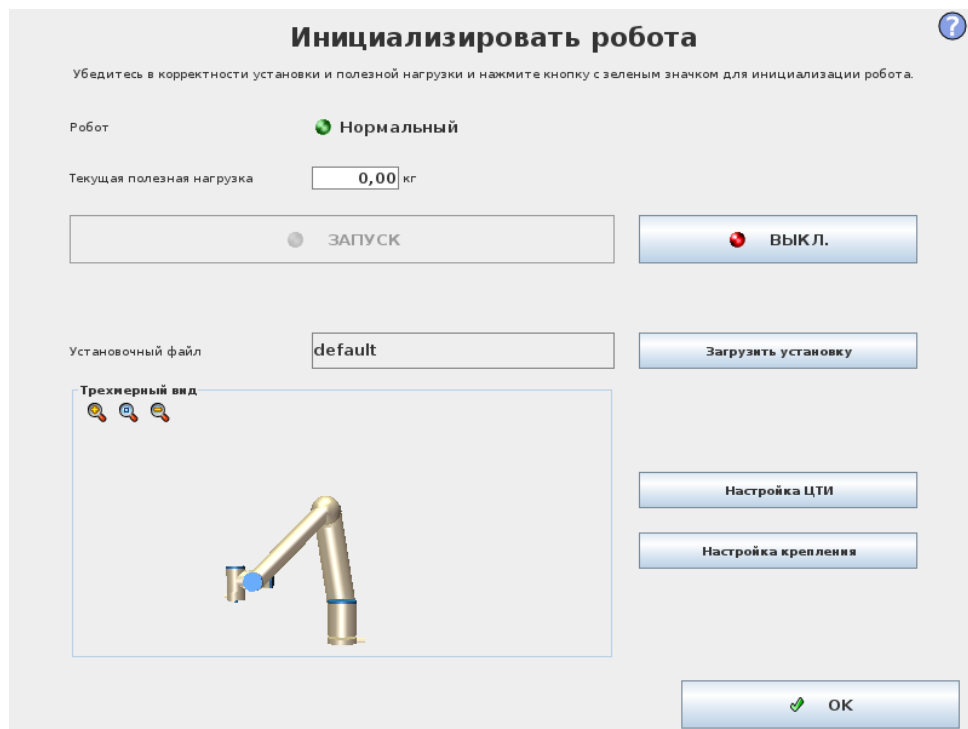 Инициализировать робота
?
Убедитесь в корректности установки и полезной нагрузки и нажмите кнопку с зеленым значком для инициализации робота.
Робот
Нормальный
Текущая полезная нагрузка
0,00 кг
ЗАПУСК
ВЫКЛ.
Установочный файл
default
Загрузить установку
Трехмерный вид
Настройка ЦТИ
Настройка крепления
OK